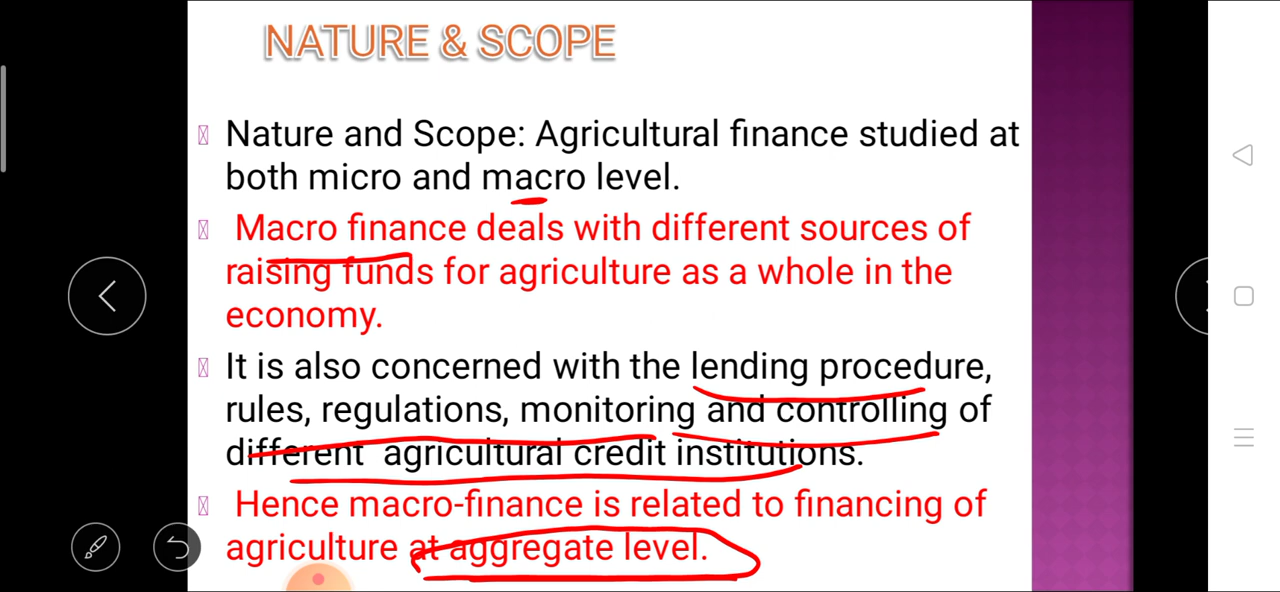 NATURE & SCOPE
Nature and Scope: Agricultural finance studied at
both micro and macro level.
Macro finance deals with different sources of
raising funds for agriculture as a whole in the
economy.
It is also concerned with the lending procedure,
rules, regulations, monitoring and controlling of
different agricultural credit institutions.
Hence macro-finance is related to financing of
agriculture at aggregate level.